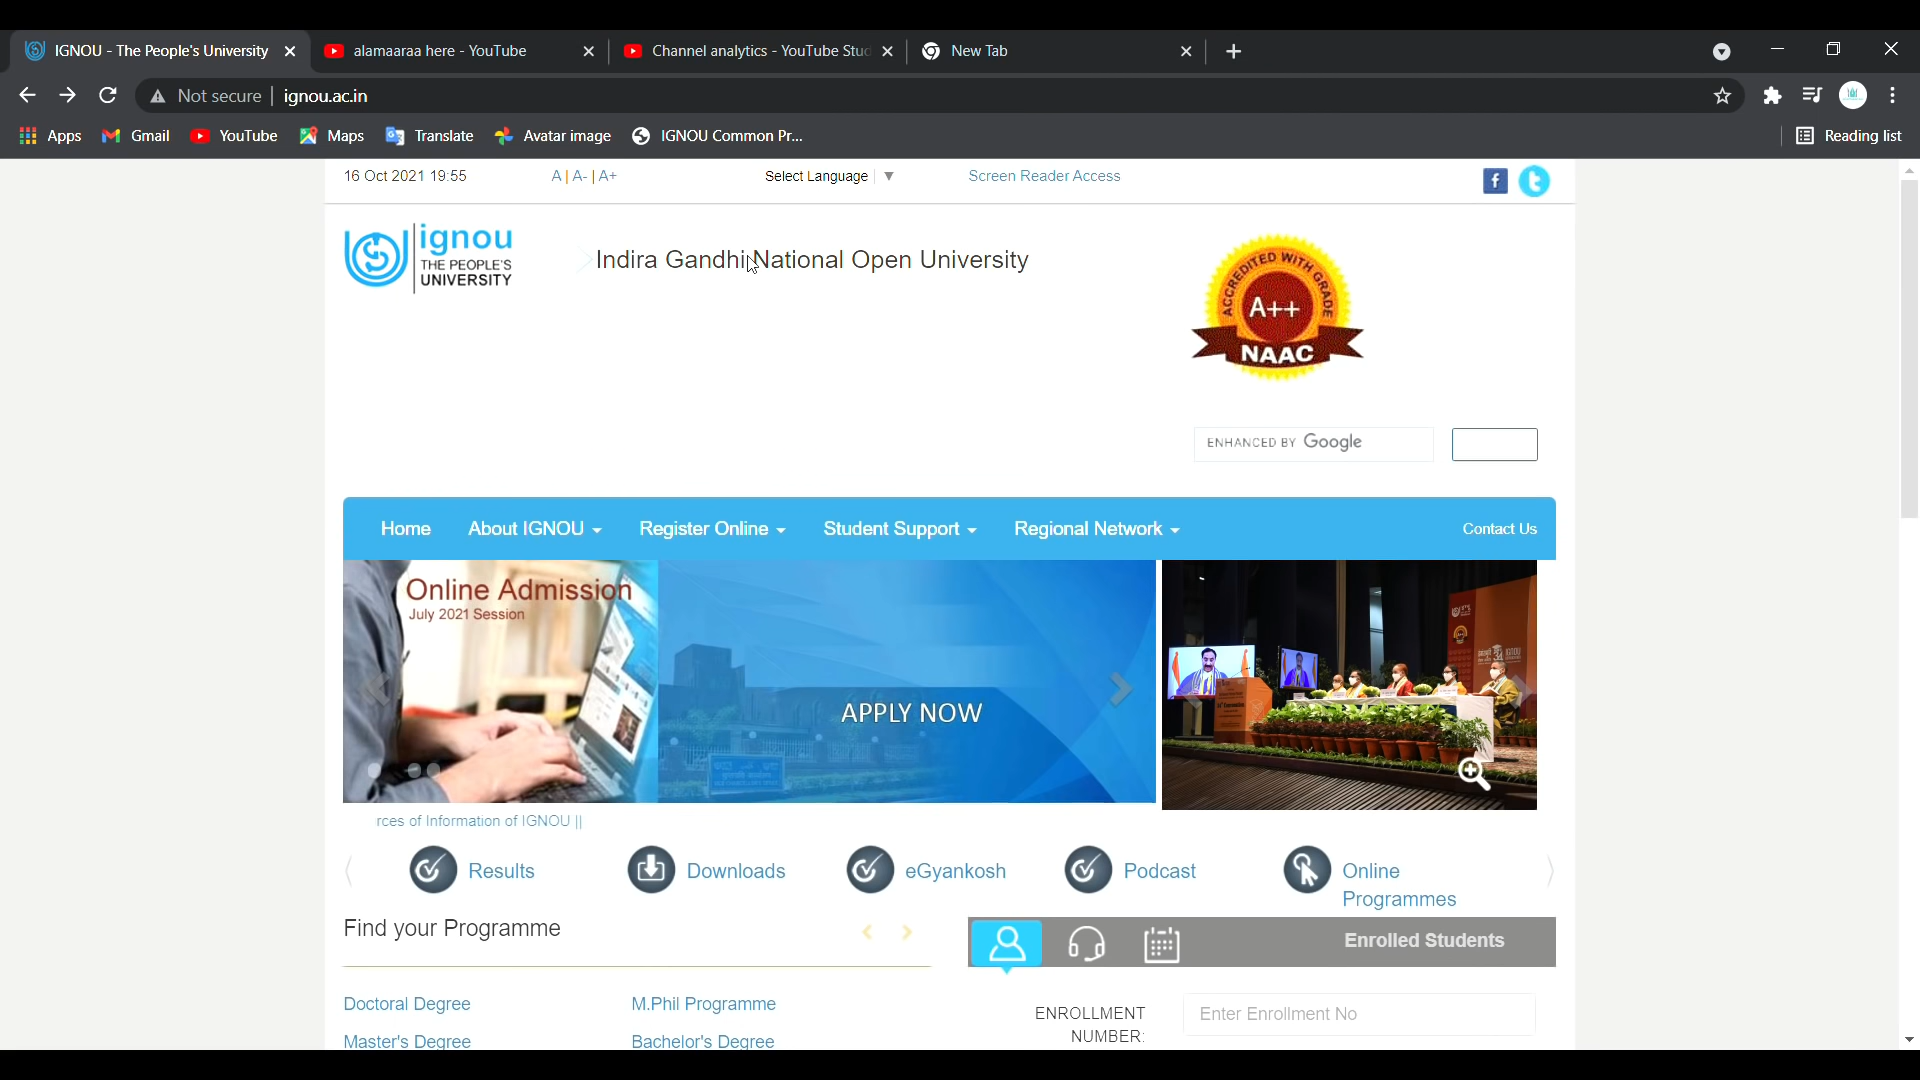 IGNOU - The People's University
alamaaraa here - YouTube
Channel analytics - YouTube Stu
New Tab
Not secure
ignou.ac.in
Apps
Gmail
YouTube
Maps
Translate
Avatar image
IGNOU Common Pr...
Reading list
16 Oct 2021 19:55
A | A- | A+
Select Language
Screen Reader Access
ignou
THE PEOPLE'S
UNIVERSITY
Indira Gandhi National Open University
ACCREDITED WITH GRADE
A++
NAAC
ENHANCED BY Google
Home
About IGNOU
Register Online
Student Support
Regional Network
Contact Us
Online Admission
July 2021 Session
APPLY NOW
rces of Information of IGNOU ||
Results
Downloads
eGyankosh
Podcast
Online
Programmes
Find your Programme
Enrolled Students
Doctoral Degree
M.Phil Programme
ENROLLMENT
NUMBER:
Enter Enrollment No
Master's Degree
Bachelor's Degree